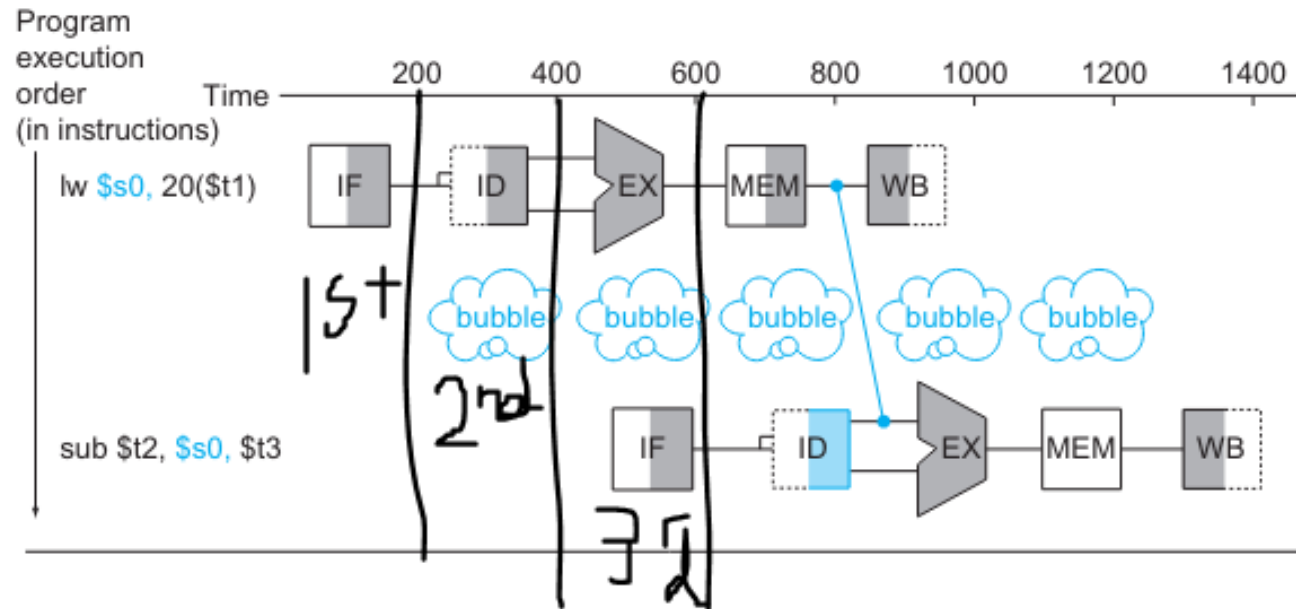 Program
execution
order
(in instructions)
Time
200 400 600 800 1000 1200 1400
lw $s0, 20($t1)
IF ID EX MEM WB
1st
2nd
bubble bubble bubble bubble bubble
sub $t2, $s0, $t3
IF ID EX MEM WB
3rd